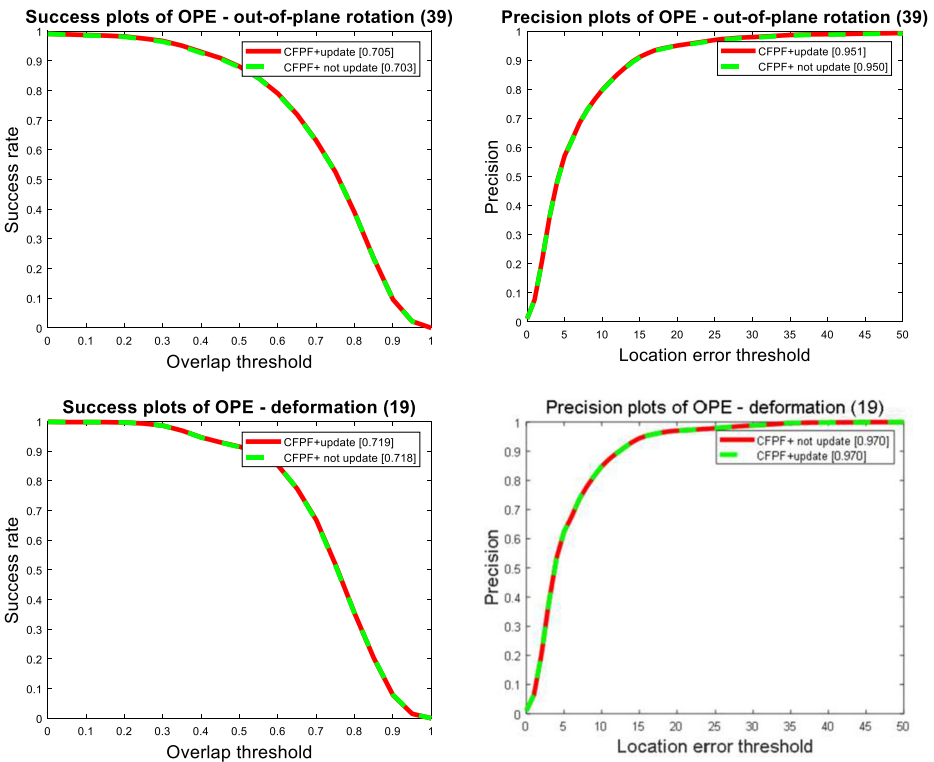 Success plots of OPE - out-of-plane rotation (39)
1
0.9
0.8
0.7
0.6
0.5
0.4
0.3
0.2
0.1
0
Success rate
CFPF+update [0.705]
CFPF+ not update [0.703]
0 0.1 0.2 0.3 0.4 0.5 0.6 0.7 0.8 0.9 1
Overlap threshold
Precision plots of OPE - out-of-plane rotation (39)
1
0.9
0.8
0.7
0.6
0.5
0.4
0.3
0.2
0.1
0
Precision
CFPF+update [0.951]
CFPF+ not update [0.950]
0 5 10 15 20 25 30 35 40 45 50
Location error threshold
Success plots of OPE - deformation (19)
1
0.9
0.8
0.7
0.6
0.5
0.4
0.3
0.2
0.1
0
Success rate
CFPF+update [0.719]
CFPF+ not update [0.718]
0 0.1 0.2 0.3 0.4 0.5 0.6 0.7 0.8 0.9 1
Overlap threshold
Precision plots of OPE - deformation (19)
1
0.9
0.8
0.7
0.6
0.5
0.4
0.3
0.2
0.1
0
Precision
CFPF+ not update [0.970]
CFPF+update [0.970]
0 5 10 15 20 25 30 35 40 45 50
Location error threshold